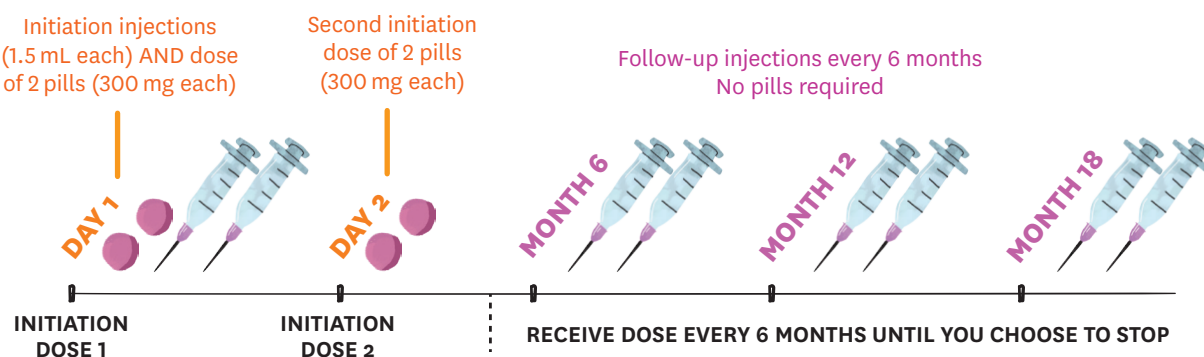 Initiation injections
(1.5 mL each) AND dose
of 2 pills (300 mg each)
Second initiation
dose of 2 pills
(300 mg each)
Follow-up injections every 6 months
No pills required
DAY 1
DAY 2
MONTH 6
MONTH 12
MONTH 18
INITIATION
DOSE 1
INITIATION
DOSE 2
RECEIVE DOSE EVERY 6 MONTHS UNTIL YOU CHOOSE TO STOP